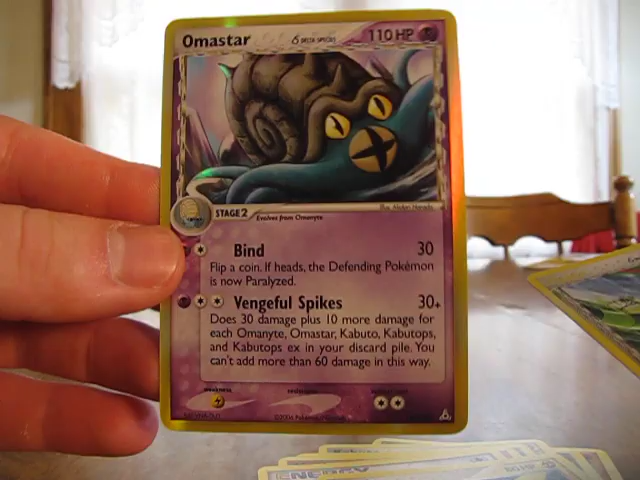 Omastar δ DELTA SPECIES 110 HP
Illus.
STAGE 2 Evolves from Omanyte
Bind 30
Flip a coin. If heads, the Defending Pokémon
is now Paralyzed.
Vengeful Spikes 30+
Does 30 damage plus 10 more damage for
each Omanyte, Omastar, Kabuto, Kabutops,
and Kabutops ex in your discard pile. You
can't add more than 60 damage in this way.
weakness resistance
ENERGY